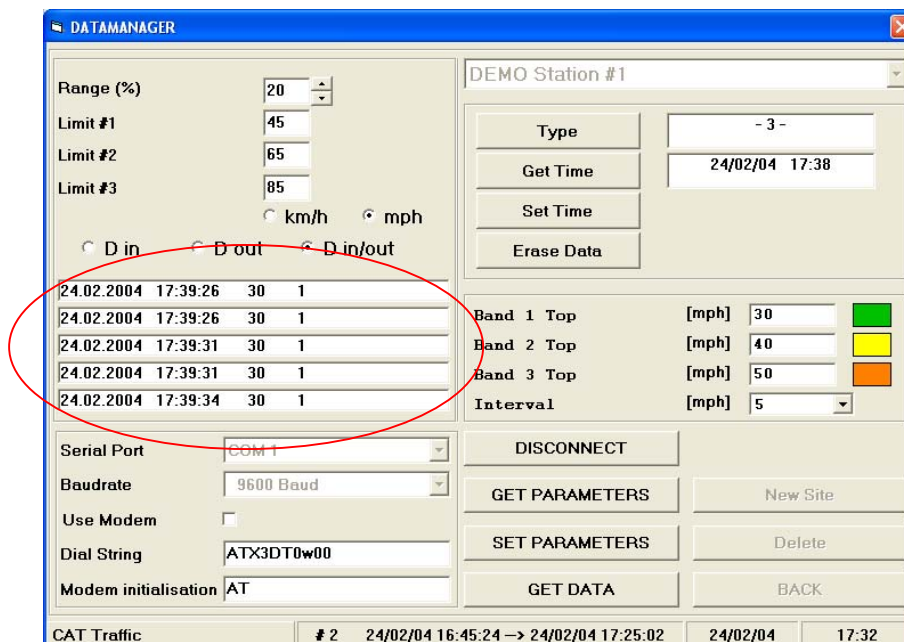 DATAMANAGER
Range (%) 20
Limit #1 45
Limit #2 65
Limit #3 85
km/h mph
D in D out D in/out
24.02.2004 17:39:26 30 1
24.02.2004 17:39:26 30 1
24.02.2004 17:39:31 30 1
24.02.2004 17:39:31 30 1
24.02.2004 17:39:34 30 1
Serial Port COM 1
Baudrate 9600 Baud
Use Modem
Dial String ATX3DT0w00
Modem initialisation AT
DEMO Station #1
Type - 3 -
Get Time 24/02/04 17:38
Set Time
Erase Data
Band 1 Top [mph] 30
Band 2 Top [mph] 40
Band 3 Top [mph] 50
Interval [mph] 5
DISCONNECT
GET PARAMETERS New Site
SET PARAMETERS Delete
GET DATA BACK
CAT Traffic # 2 24/02/04 16:45:24 --> 24/02/04 17:25:02 24/02/04 17:32